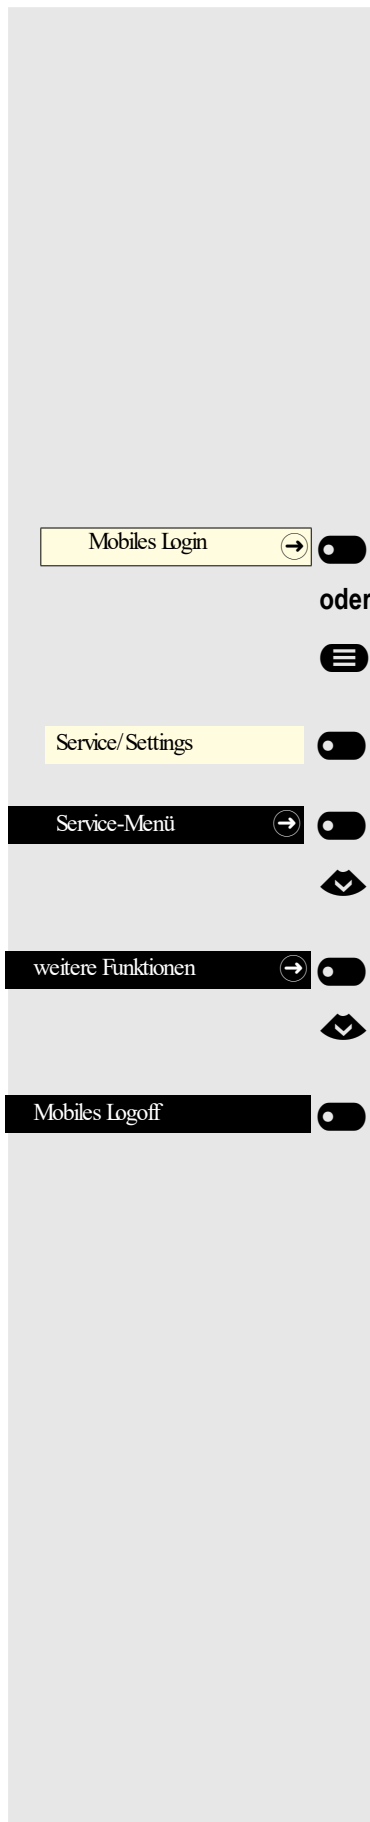 Mobiles Login
oder
Service/Settings
Service-Menü
weitere Funktionen
Mobiles Logoff